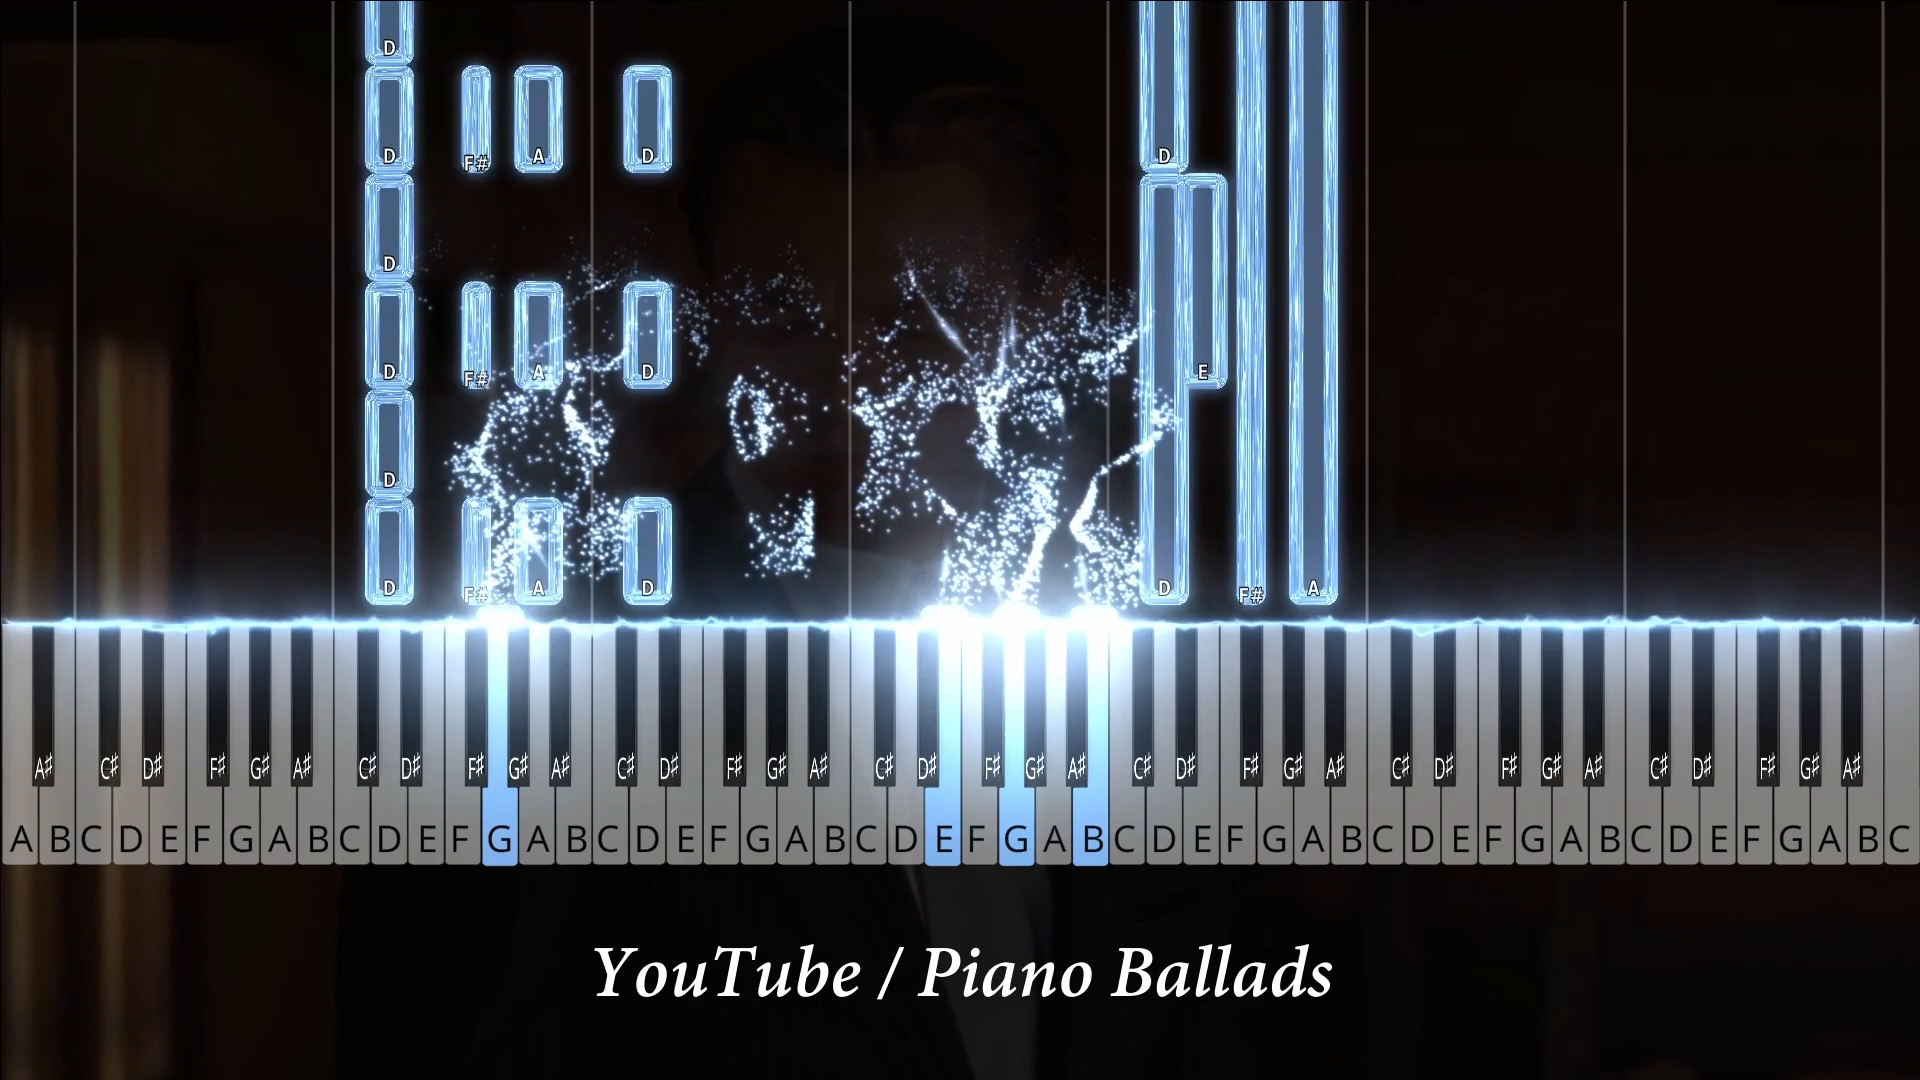 D
F# A D D
D
D E
F# A D
D
D F# A D D F# A
A♯ C♯ D♯ F♯ G♯ A♯ C♯ D♯ F♯ G♯ A♯ C♯ D♯ F♯ G♯ A♯ C♯ D♯ F♯ G♯ A♯ C♯ D♯ F♯ G♯ A♯ C♯ D♯ F♯ G♯ A♯ C♯ D♯ F♯ G♯ A♯
A B C D E F G A B C D E F G A B C D E F G A B C D E F G A B C D E F G A B C D E F G A B C D E F G A B C
YouTube / Piano Ballads